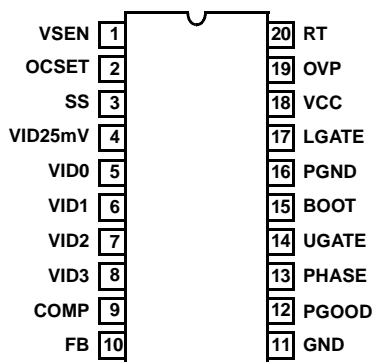 VSEN 1 20 RT
OCSET 2 19 OVP
SS 3 18 VCC
VID25mV 4 17 LGATE
VID0 5 16 PGND
VID1 6 15 BOOT
VID2 7 14 UGATE
VID3 8 13 PHASE
COMP 9 12 PGOOD
FB 10 11 GND